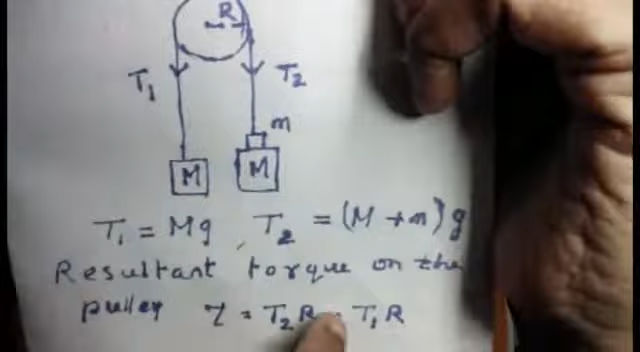 R
T₁ T₂
m
M M
T₁ = Mg, T₂ = (M+m)g
Resultant torque on the
pulley τ = T₂R - T₁R